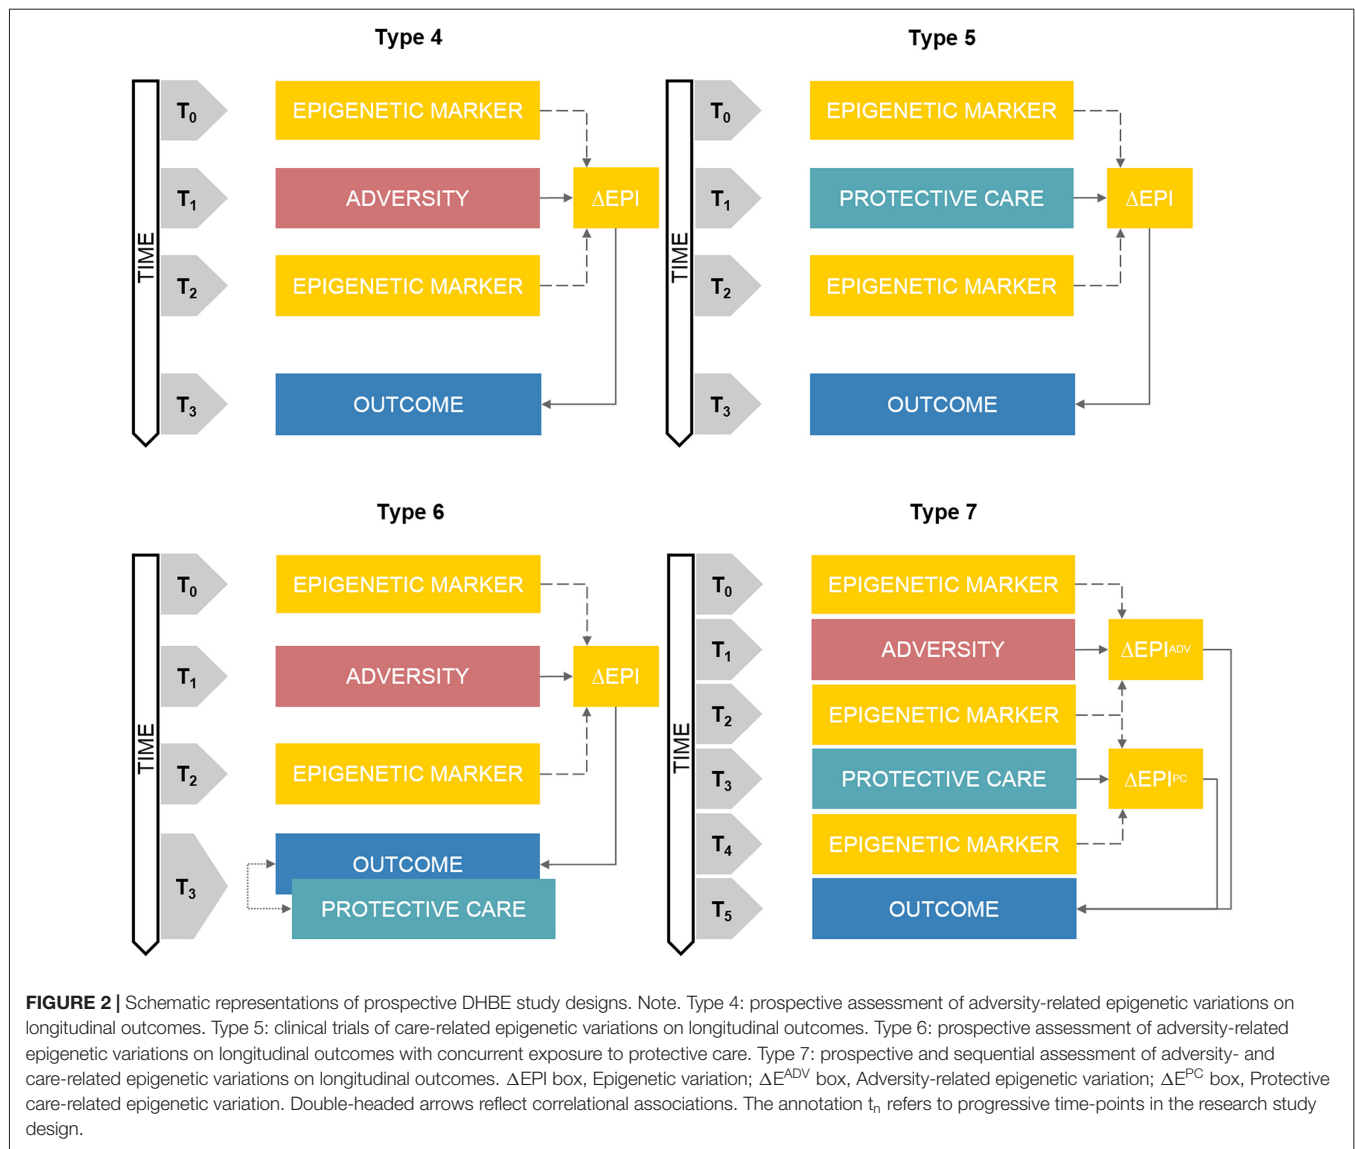 Type 4
T0 EPIGENETIC MARKER
T1 ADVERSITY ΔEPI
TIME
T2 EPIGENETIC MARKER
T3 OUTCOME
Type 5
T0 EPIGENETIC MARKER
T1 PROTECTIVE CARE ΔEPI
TIME
T2 EPIGENETIC MARKER
T3 OUTCOME
Type 6
T0 EPIGENETIC MARKER
T1 ADVERSITY ΔEPI
TIME
T2 EPIGENETIC MARKER
OUTCOME
T3
PROTECTIVE CARE
Type 7
T0 EPIGENETIC MARKER
T1 ADVERSITY ΔEPI ADV
T2 EPIGENETIC MARKER
TIME
T3 PROTECTIVE CARE ΔEPI PC
T4 EPIGENETIC MARKER
T5 OUTCOME
FIGURE 2 | Schematic representations of prospective DHBE study designs. Note. Type 4: prospective assessment of adversity-related epigenetic variations on
longitudinal outcomes. Type 5: clinical trials of care-related epigenetic variations on longitudinal outcomes. Type 6: prospective assessment of adversity-related
epigenetic variations on longitudinal outcomes with concurrent exposure to protective care. Type 7: prospective and sequential assessment of adversity- and
care-related epigenetic variations on longitudinal outcomes. ΔEPI box, Epigenetic variation; ΔE^ADV box, Adversity-related epigenetic variation; ΔE^PC box, Protective
care-related epigenetic variation. Double-headed arrows reflect correlational associations. The annotation tn refers to progressive time-points in the research study
design.